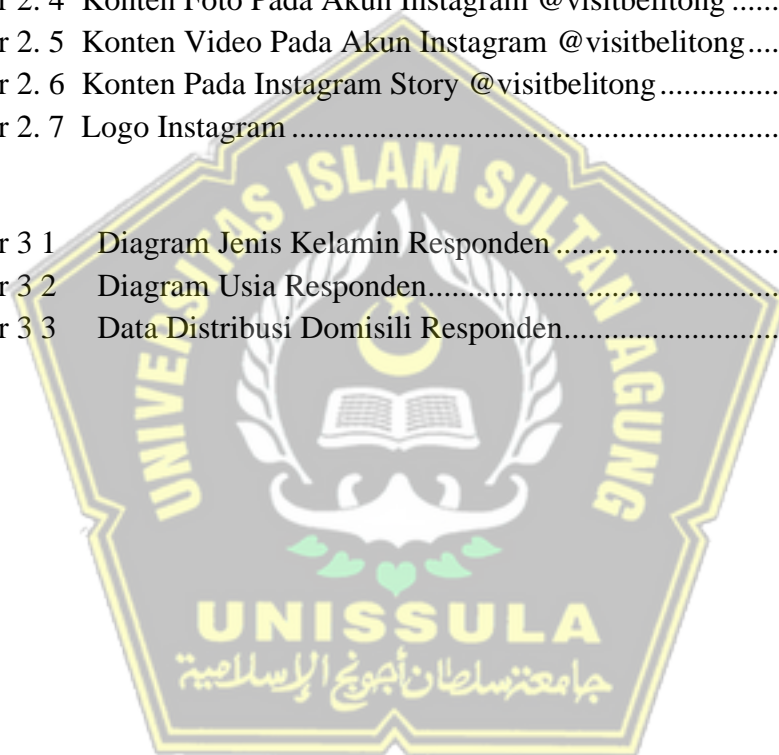 r 2. 4 Konten Foto Pada Akun Instagram @visitbelitong ......
r 2. 5 Konten Video Pada Akun Instagram @visitbelitong....
r 2. 6 Konten Pada Instagram Story @visitbelitong...............
r 2. 7 Logo Instagram...............................................................
UNIVERSITAS ISLAM SULTAN AGUNG
r 3 1 Diagram Jenis Kelamin Responden............................
r 3 2 Diagram Usia Responden............................................
r 3 3 Data Distribusi Domisili Responden...........................
UNISSULA
جامعة سلطان أجونج الإسلامية